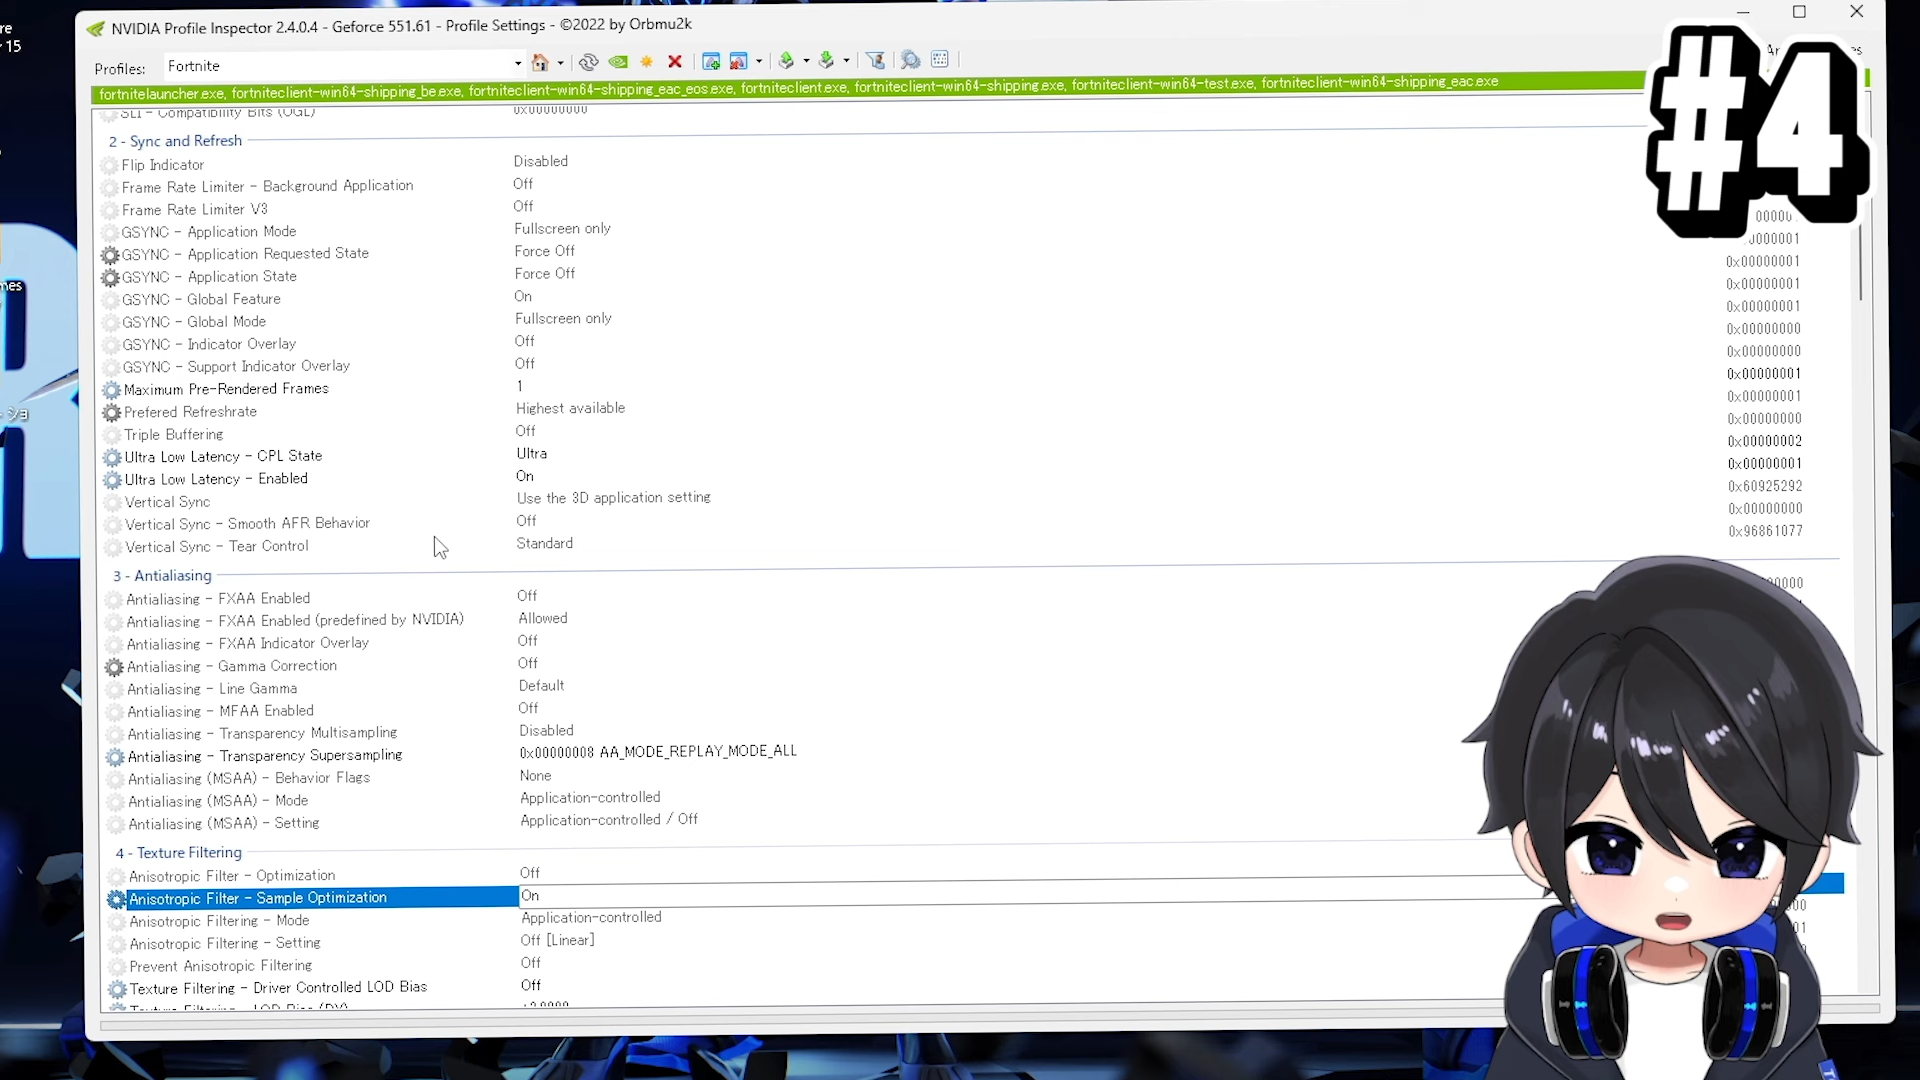 re
15
NVIDIA Profile Inspector 2.4.0.4 - Geforce 551.61 - Profile Settings - ©2022 by Orbmu2k
#4
Profiles: Fortnite
fortnitelauncher.exe, fortniteclient-win64-shipping_be.exe, fortniteclient-win64-shipping_eac_eos.exe, fortniteclient.exe, fortniteclient-win64-shipping.exe, fortniteclient-win64-test.exe, fortniteclient-win64-shipping_eac.exe
SLI - Compatibility Bits (OGL) 0x00000000
2 - Sync and Refresh
Flip Indicator Disabled
Frame Rate Limiter - Background Application Off
Frame Rate Limiter V3 Off
GSYNC - Application Mode Fullscreen only
GSYNC - Application Requested State Force Off 0x00000001
GSYNC - Application State Force Off 0x00000001
GSYNC - Global Feature On 0x00000001
GSYNC - Global Mode Fullscreen only 0x00000000
GSYNC - Indicator Overlay Off 0x00000000
GSYNC - Support Indicator Overlay Off 0x00000001
Maximum Pre-Rendered Frames 1 0x00000001
Prefered Refreshrate Highest available 0x00000000
Triple Buffering Off 0x00000002
Ultra Low Latency - CPL State Ultra 0x00000001
Ultra Low Latency - Enabled On 0x60925292
Vertical Sync Use the 3D application setting 0x00000000
Vertical Sync - Smooth AFR Behavior Off 0x96861077
Vertical Sync - Tear Control Standard
3 - Antialiasing
Antialiasing - FXAA Enabled Off
Antialiasing - FXAA Enabled (predefined by NVIDIA) Allowed
Antialiasing - FXAA Indicator Overlay Off
Antialiasing - Gamma Correction Off
Antialiasing - Line Gamma Default
Antialiasing - MFAA Enabled Off
Antialiasing - Transparency Multisampling Disabled
Antialiasing - Transparency Supersampling 0x00000008 AA_MODE_REPLAY_MODE_ALL
Antialiasing (MSAA) - Behavior Flags None
Antialiasing (MSAA) - Mode Application-controlled
Antialiasing (MSAA) - Setting Application-controlled / Off
4 - Texture Filtering
Anisotropic Filter - Optimization Off
Anisotropic Filter - Sample Optimization On
Anisotropic Filtering - Mode Application-controlled
Anisotropic Filtering - Setting Off [Linear]
Prevent Anisotropic Filtering Off
Texture Filtering - Driver Controlled LOD Bias Off